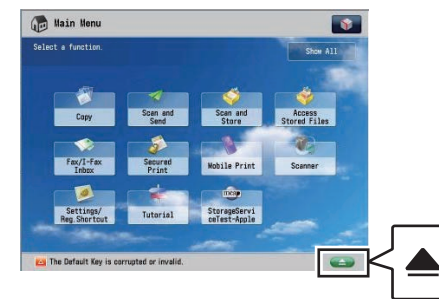 Main Menu
Select a function.
Show All
Copy
Scan and
Send
Scan and
Store
Access
Stored Files
Fax/I-Fax
Inbox
Secured
Print
Mobile Print
Scanner
Settings/
Reg.Shortcut
Tutorial
StorageServi
ceTest-Apple
The Default Key is corrupted or invalid.